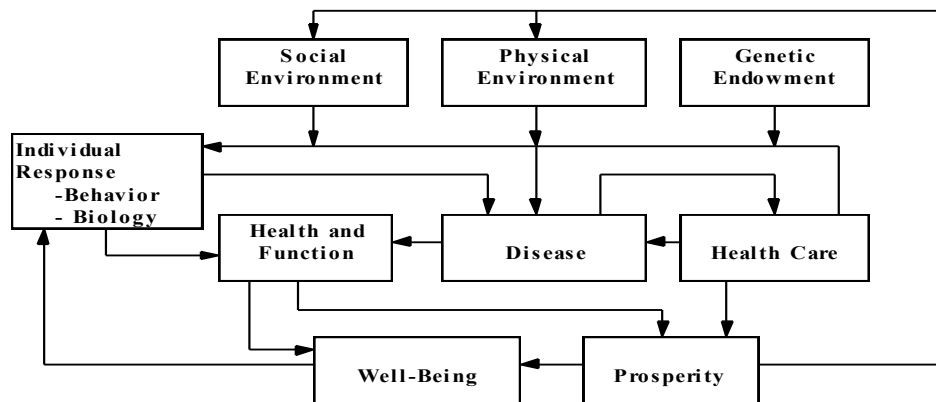 Social
Environment
Physical
Environment
Genetic
Endowment
Individual
Response
-Behavior
- Biology
Health and
Function
Disease
Health Care
Well-Being
Prosperity